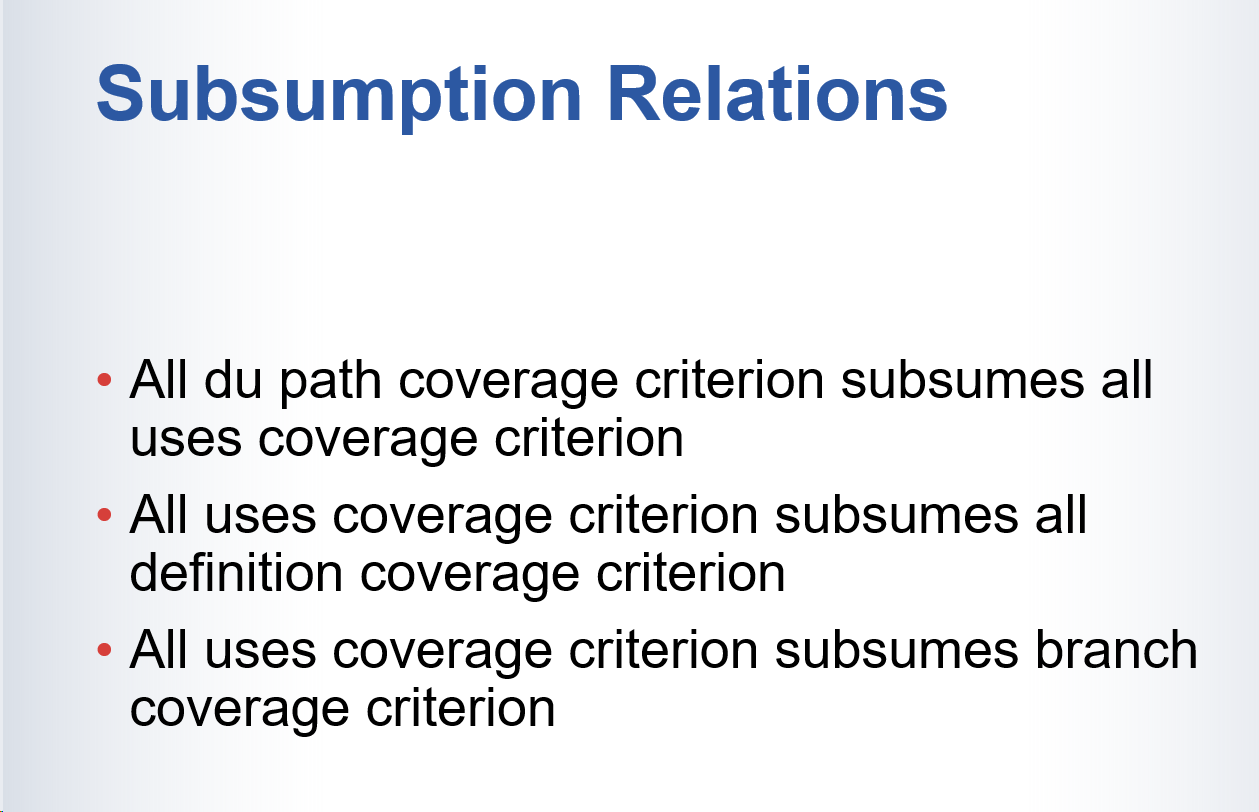 Subsumption Relations
• All du path coverage criterion subsumes all
uses coverage criterion
• All uses coverage criterion subsumes all
definition coverage criterion
• All uses coverage criterion subsumes branch
coverage criterion